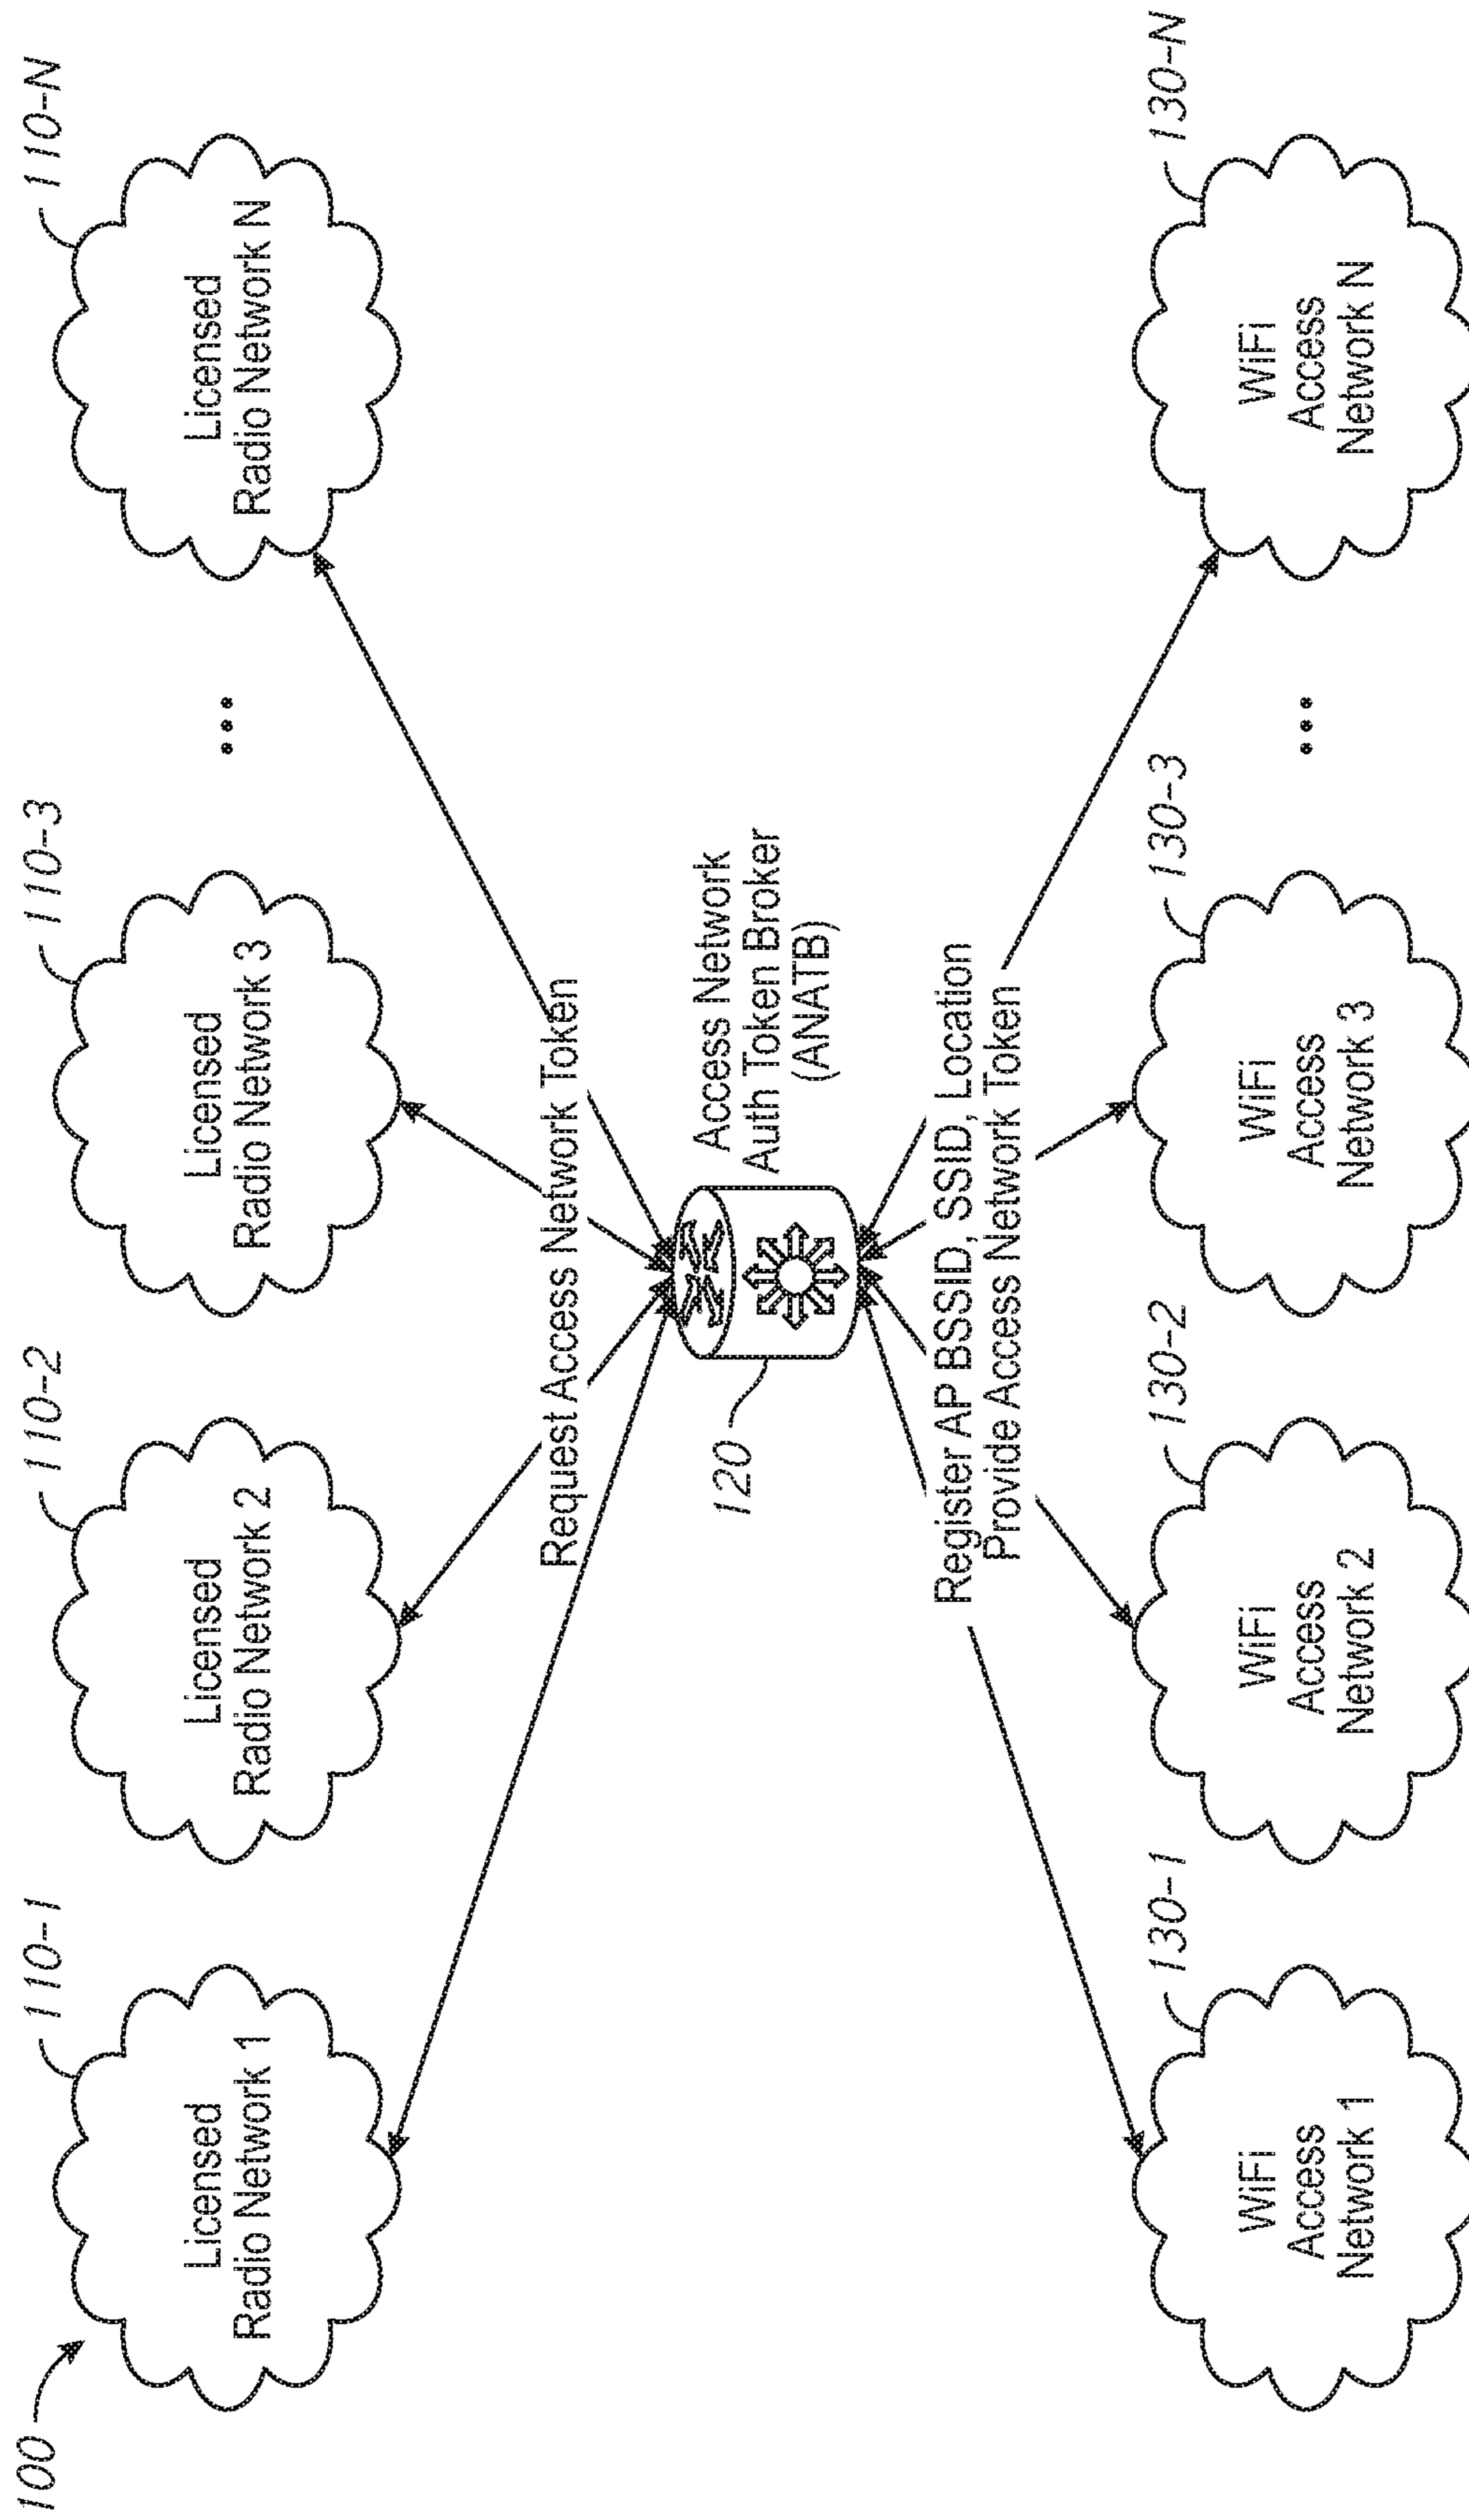 100
110-1
110-2
110-3
110-N
Licensed
Radio Network 1
Licensed
Radio Network 2
Licensed
Radio Network 3
...
Licensed
Radio Network N
Request Access Network Token
120
Access Network
Auth Token Broker
(ANATB)
Register AP BSSID, SSID, Location
Provide Access Network Token
130-1
130-2
130-3
130-N
WiFi
Access
Network 1
WiFi
Access
Network 2
WiFi
Access
Network 3
...
WiFi
Access
Network N